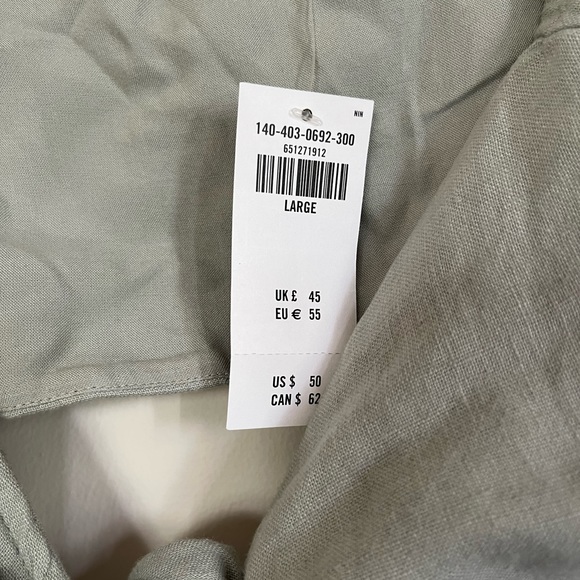 NIN
140-403-0692-300
651271912
LARGE
UK £ 45
EU € 55
US $ 50
CAN $ 62